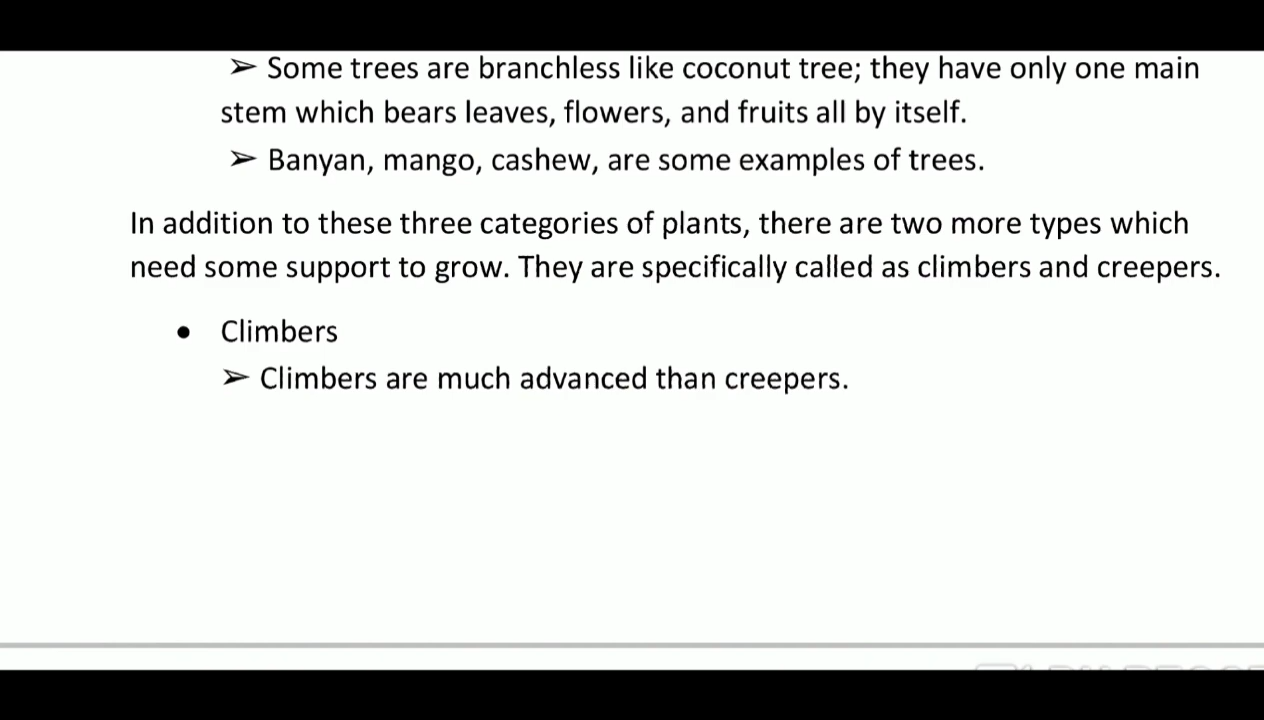 ➢ Some trees are branchless like coconut tree; they have only one main
stem which bears leaves, flowers, and fruits all by itself.
➢ Banyan, mango, cashew, are some examples of trees.
In addition to these three categories of plants, there are two more types which
need some support to grow. They are specifically called as climbers and creepers.
• Climbers
➢ Climbers are much advanced than creepers.